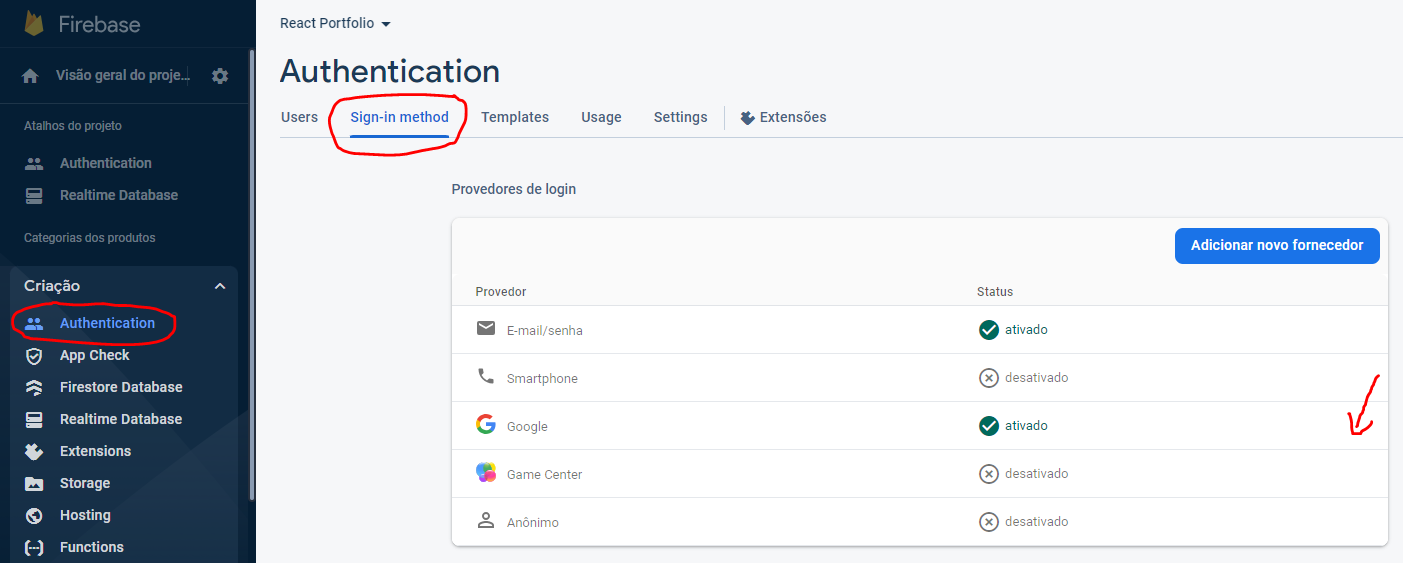 Firebase
Visão geral do proje...
Atalhos do projeto
Authentication
Realtime Database
Categorias dos produtos
Criação
Authentication
App Check
Firestore Database
Realtime Database
Extensions
Storage
Hosting
Functions
React Portfolio
Authentication
Users Sign-in method Templates Usage Settings Extensões
Provedores de login
Adicionar novo fornecedor
Provedor Status
E-mail/senha ativado
Smartphone desativado
Google ativado
Game Center desativado
Anônimo desativado